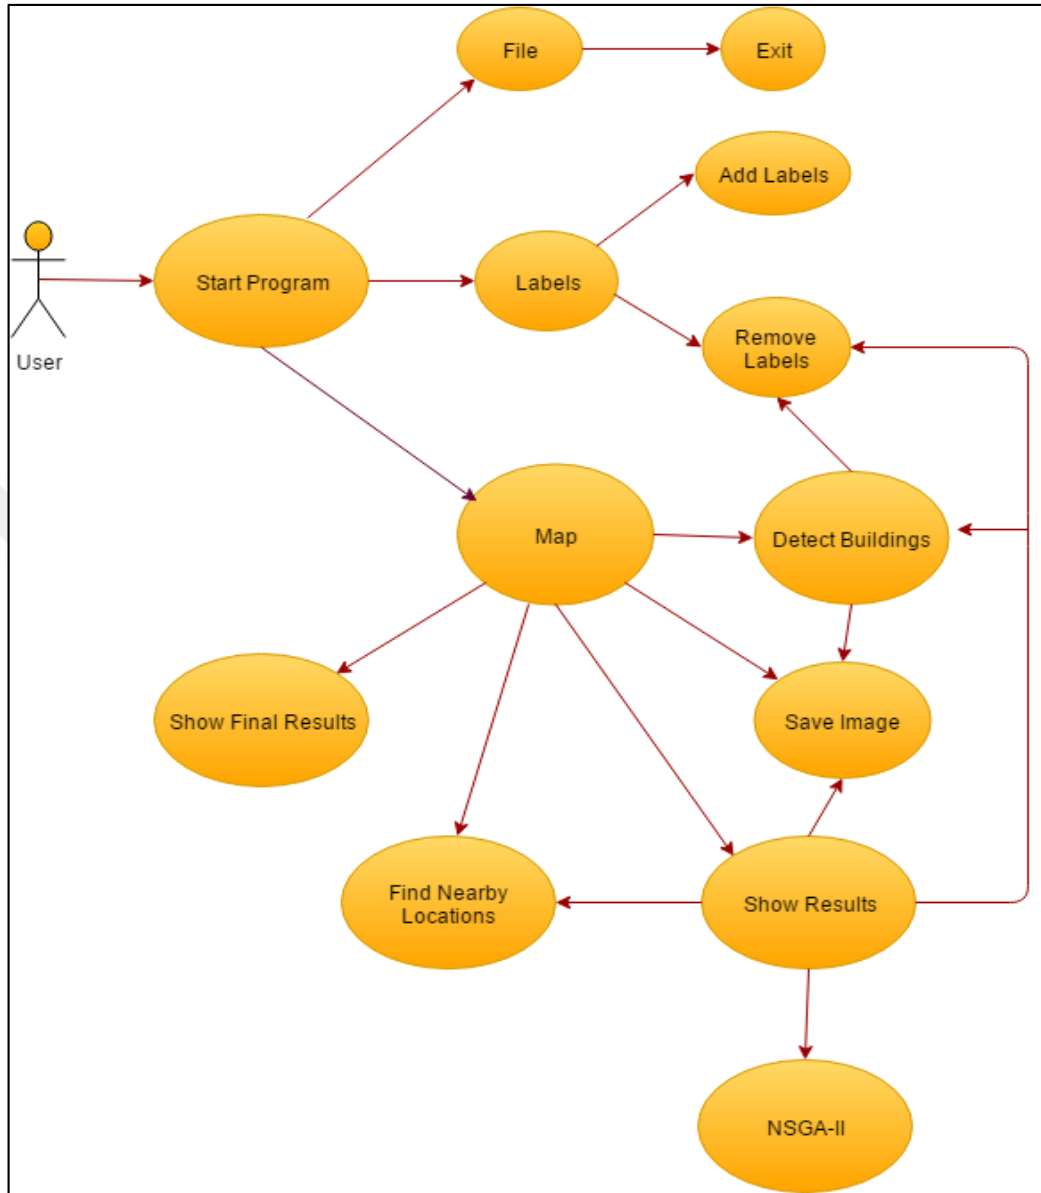 File
Exit
Add Labels
Start Program
Labels
User
Remove
Labels
Map
Detect Buildings
Show Final Results
Save Image
Find Nearby
Locations
Show Results
NSGA-II